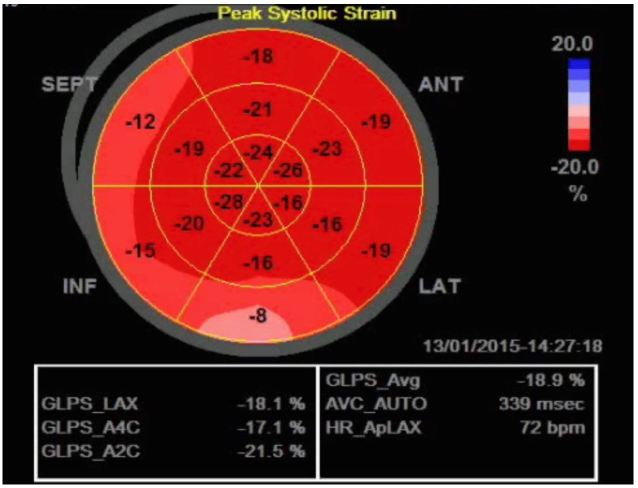 Peak Systolic Strain
20.0
-18
SEPT
ANT
-21
-12
-19
-19
-24
-23
-22
-26
-20.0
%
-28
-16
-20
-23
-16
-15
-19
-16
INF
LAT
-8
13/01/2015-14:27:18
GLPS_Avg -18.9 %
GLPS_LAX -18.1 % AVC_AUTO 339 msec
GLPS_A4C -17.1 % HR_ApLAX 72 bpm
GLPS_A2C -21.5 %